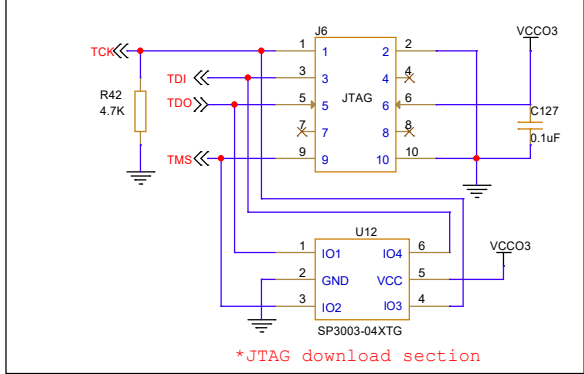 J6
VCCO3
TCK
1 1 2 2
TDI
3 3 4 4
R42
4.7K
JTAG
TDO
5 5 6 6
C127
0.1uF
7 7 8 8
TMS
9 9 10 10
U12
VCCO3
1 IO1 IO4 6
2 GND VCC 5
3 IO2 IO3 4
SP3003-04XTG
*JTAG download section